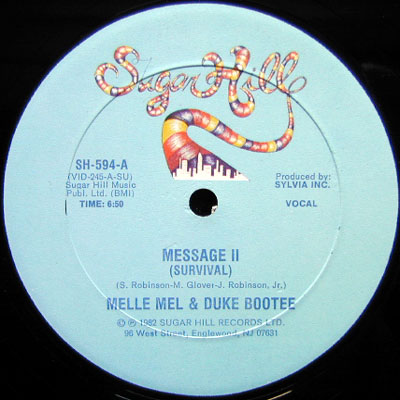 Sugar Hill
SH-594-A
(VID-245-A-SU)
Sugar Hill Music
Publ. Ltd. (BMI)
TIME: 6:50
Produced by:
SYLVIA INC.
VOCAL
MESSAGE II
(SURVIVAL)
(S. Robinson-M. Glover-J. Robinson, Jr.)
MELLE MEL & DUKE BOOTEE
© ℗ 1982 SUGAR HILL RECORDS LTD.
96 West Street, Englewood, NJ 07631